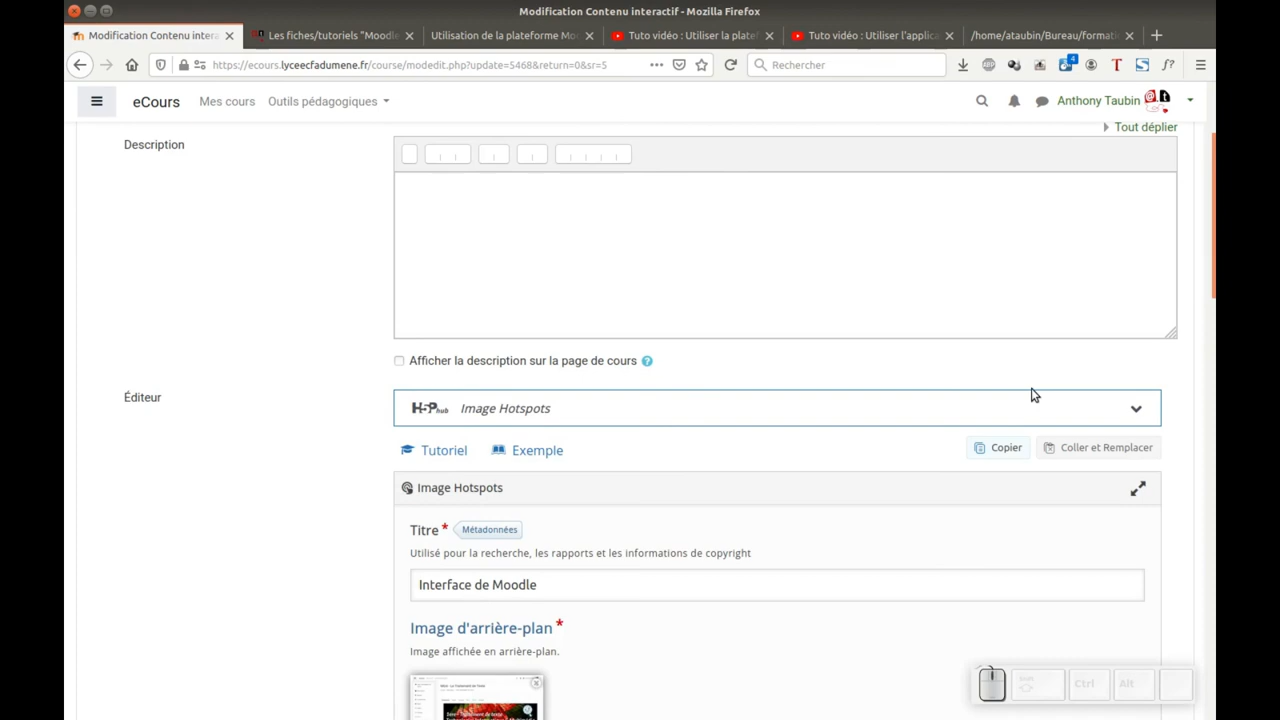 Modification Contenu interactif - Mozilla Firefox
Modification Contenu intera
Les fiches/tutoriels "Moodle
Utilisation de la plateforme Mo
Tuto vidéo : Utiliser la platef
Tuto vidéo : Utiliser l'applica
/home/ataubin/Bureau/formati
https://ecours.lyceecfadumene.fr/course/modedit.php?update=5468&return=0&sr=5
Rechercher
4
eCours Mes cours Outils pédagogiques
Anthony Taubin
Tout déplier
Description
Afficher la description sur la page de cours ?
Éditeur
H5P hub Image Hotspots
Tutoriel Exemple Copier Coller et Remplacer
Image Hotspots
Titre * Métadonnées
Utilisé pour la recherche, les rapports et les informations de copyright
Interface de Moodle
Image d'arrière-plan *
Image affichée en arrière-plan.
Ctrl Alt